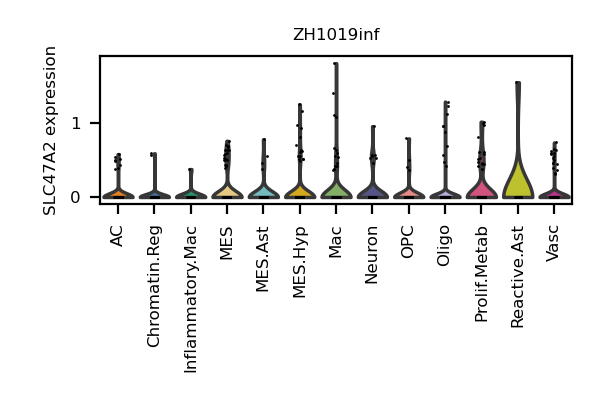 ZH1019inf
SLC47A2 expression
1
0
AC
Chromatin.Reg
Inflammatory.Mac
MES
MES.Ast
MES.Hyp
Mac
Neuron
OPC
Oligo
Prolif.Metab
Reactive.Ast
Vasc